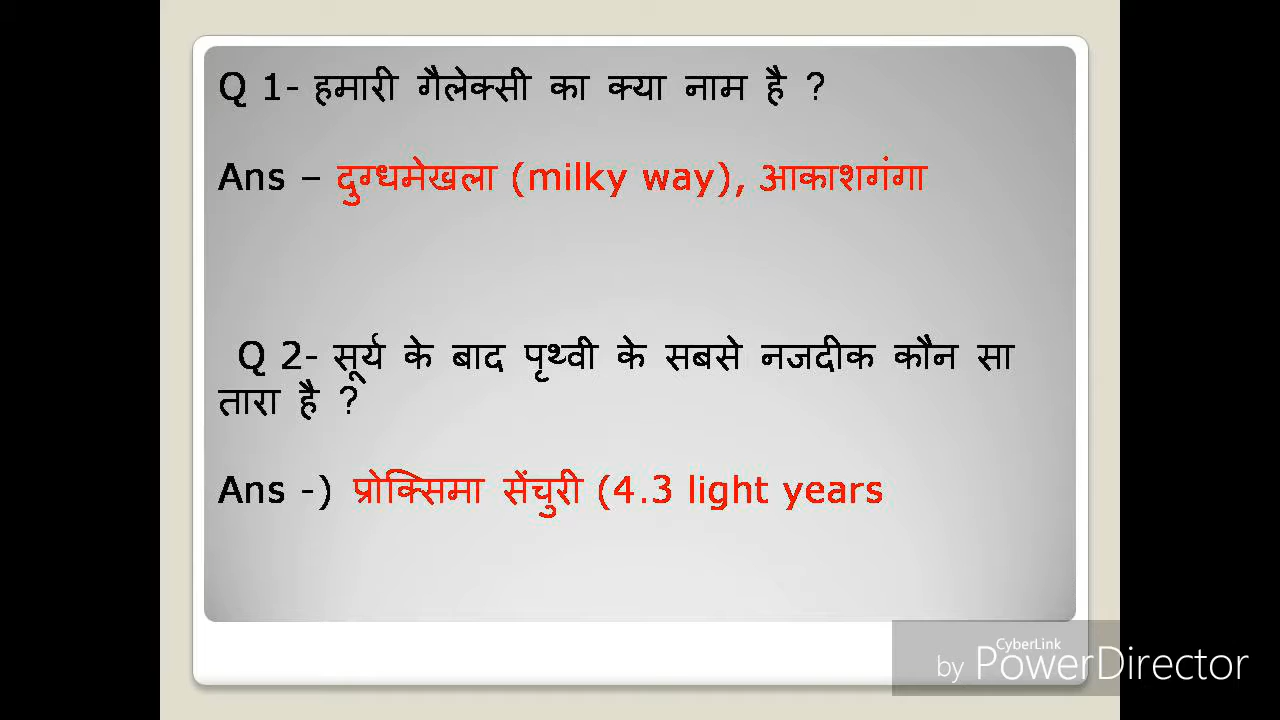 Q 1- हमारी गैलेक्सी का क्या नाम है ?
Ans – दुग्धमेखला (milky way), आकाशगंगा
Q 2- सूर्य के बाद पृथ्वी के सबसे नजदीक कौन सा
तारा है ?
Ans -) प्रोक्सिमा सेंचुरी (4.3 light years
CyberLink
by PowerDirector